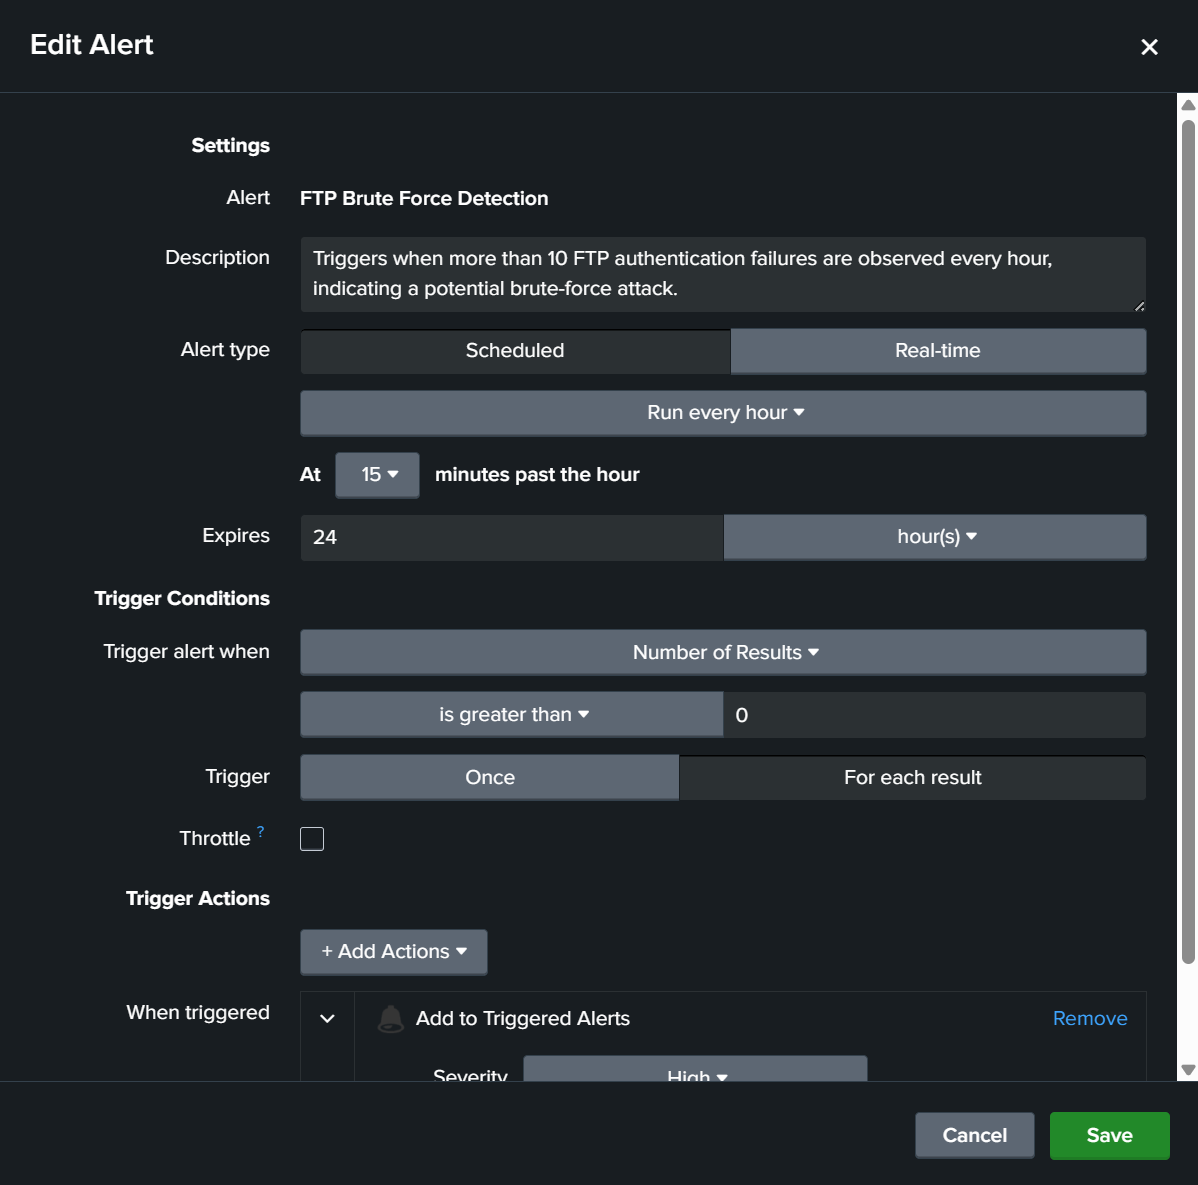 Edit Alert
Settings
Alert FTP Brute Force Detection
Description Triggers when more than 10 FTP authentication failures are observed every hour,
indicating a potential brute-force attack.
Alert type Scheduled Real-time
Run every hour
At 15 minutes past the hour
Expires 24 hour(s)
Trigger Conditions
Trigger alert when Number of Results
is greater than 0
Trigger Once For each result
Throttle ?
Trigger Actions
+ Add Actions
When triggered Add to Triggered Alerts Remove
Severity High
Cancel Save